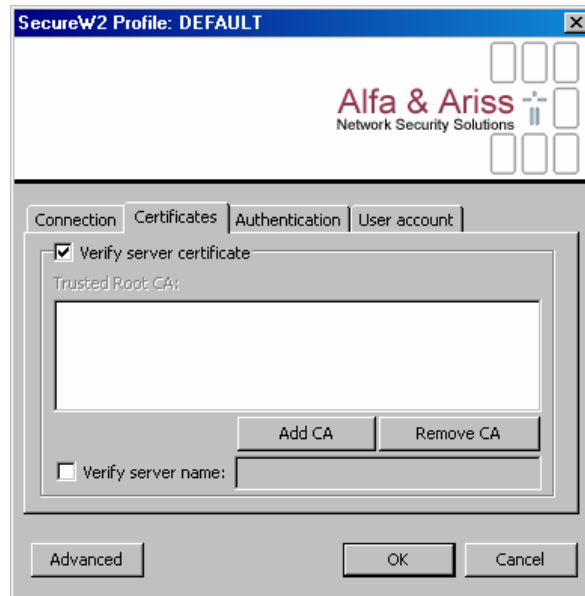 SecureW2 Profile: DEFAULT
Alfa & Ariss
Network Security Solutions
Connection Certificates Authentication User account
Verify server certificate
Trusted Root CA:
Add CA Remove CA
Verify server name:
Advanced OK Cancel